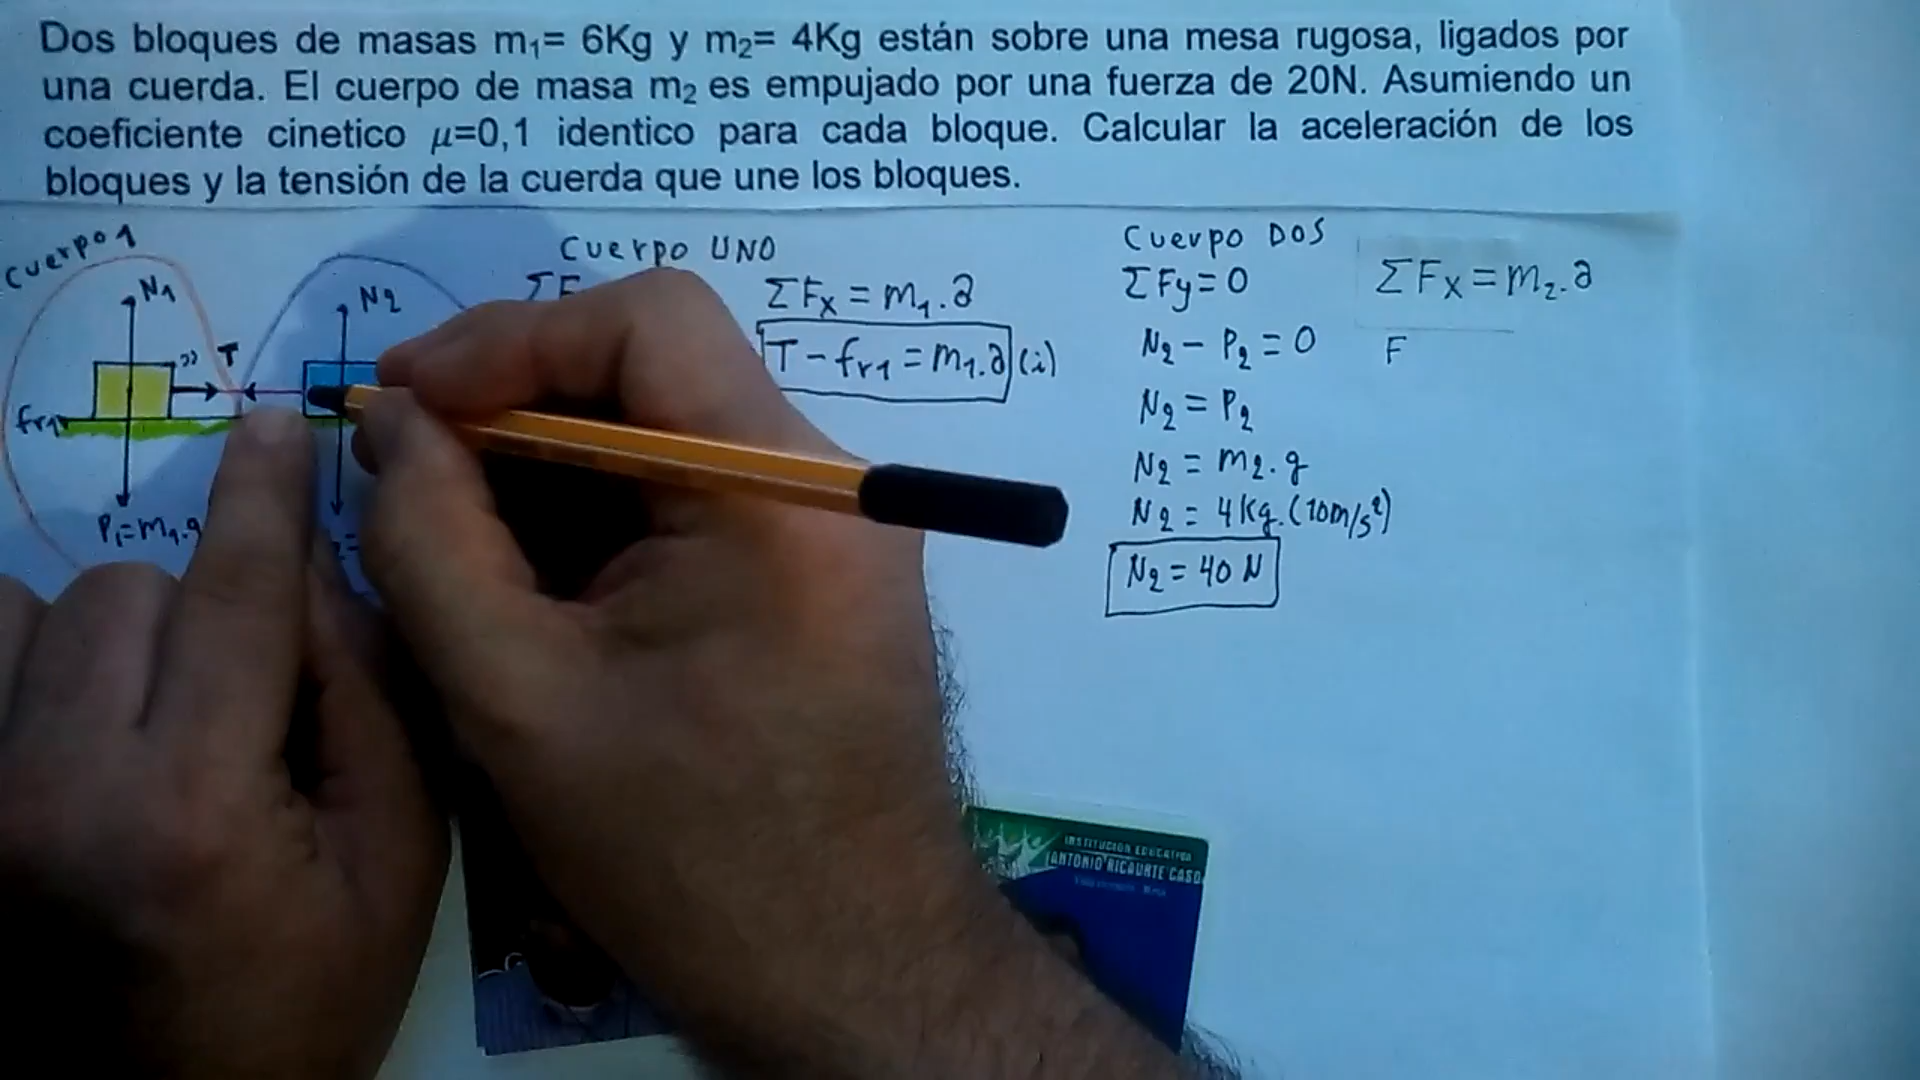 Dos bloques de masas m₁= 6Kg y m₂= 4Kg están sobre una mesa rugosa, ligados por
una cuerda. El cuerpo de masa m₂ es empujado por una fuerza de 20N. Asumiendo un
coeficiente cinetico μ=0,1 identico para cada bloque. Calcular la aceleración de los
bloques y la tensión de la cuerda que une los bloques.
Cuerpo 1
N₁
T
fr₁
P₁=m₁.g
N₂
Cuerpo UNO
ΣF
ΣFx = m₁.a
T - fr₁ = m₁.a (i)
Cuerpo DOS
ΣFy = 0
N₂ - P₂ = 0
N₂ = P₂
N₂ = m₂.g
N₂ = 4Kg.(10m/s²)
N₂ = 40 N
ΣFx = m₂.a
F
INSTITUCION EDUCATIVA
ANTONIO RICAURTE CASD